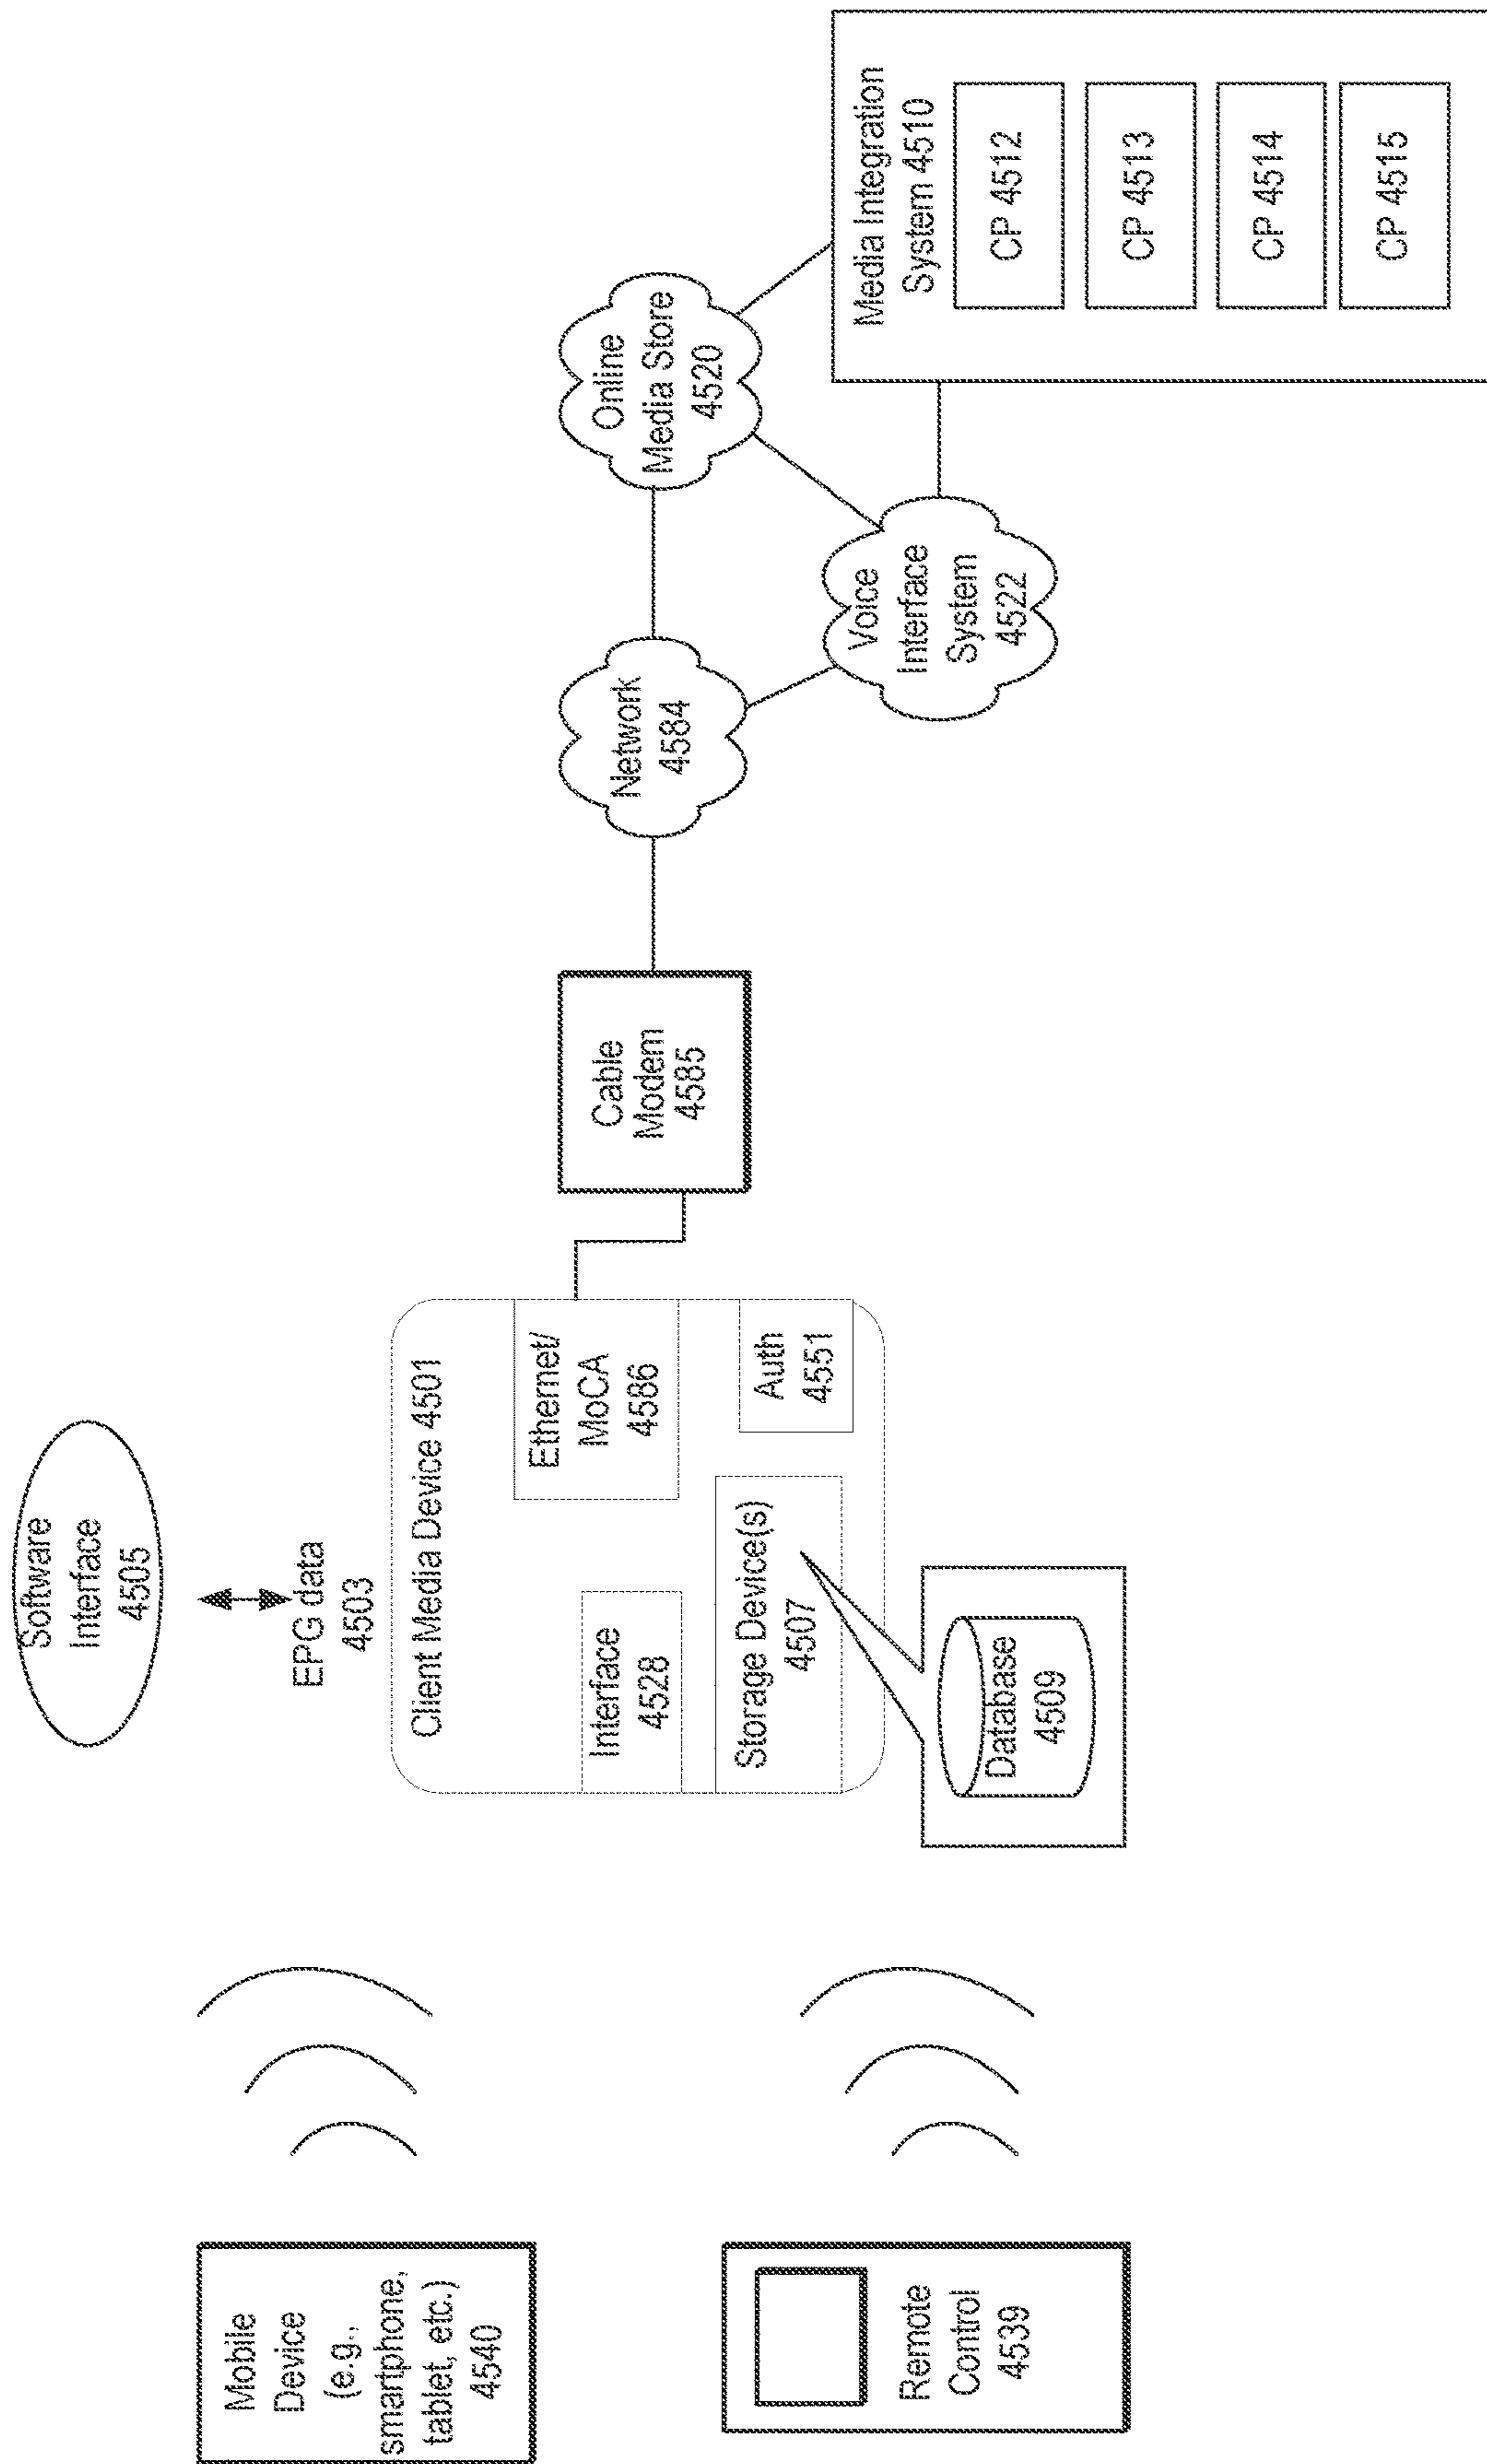 Software
Interface
4505
EPG data
4503
Mobile
Device
(e.g.,
smartphone,
tablet, etc.)
4540
Client Media Device 4501
Interface
4528
Ethernet/
MoCA
4586
Storage Device(s)
4507
Auth
4551
Database
4509
Remote
Control
4539
Cable
Modem
4585
Network
4584
Online
Media Store
4520
Voice
Interface
System
4522
Media Integration
System 4510
CP 4512
CP 4513
CP 4514
CP 4515